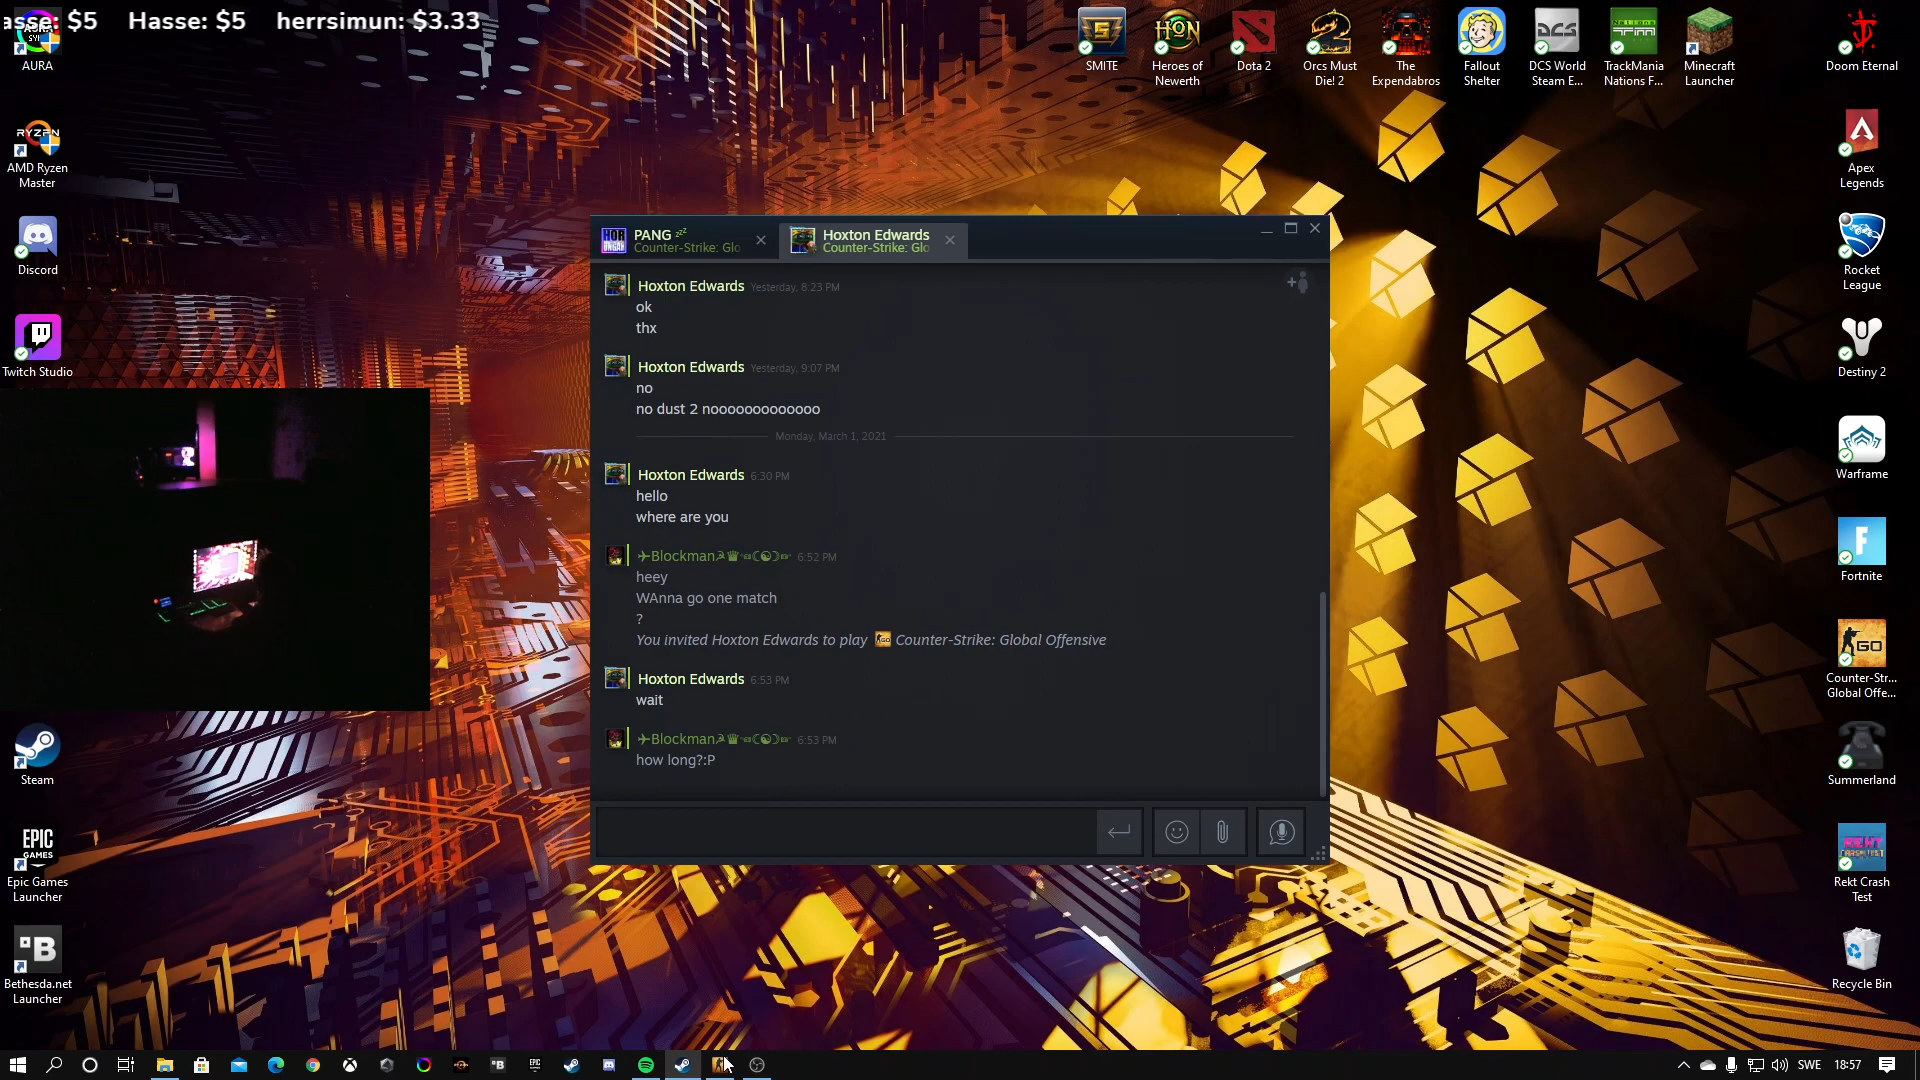 asse: $5 Hasse: $5 herrsimun: $3.33
AURA
AMD Ryzen
Master
Discord
Twitch Studio
Steam
EPIC
GAMES
Epic Games
Launcher
B
Bethesda.net
Launcher
SMITE
Heroes of
Newerth
Dota 2
Orcs Must
Die! 2
The
Expendabros
Fallout
Shelter
DCS World
Steam E...
TrackMania
Nations F...
Minecraft
Launcher
Doom Eternal
Apex
Legends
Rocket
League
Destiny 2
Warframe
Fortnite
Counter-Str...
Global Offe...
Summerland
Rekt Crash
Test
Recycle Bin
PANG zzz
Counter-Strike: Glo
Hoxton Edwards
Counter-Strike: Glo
Hoxton Edwards Yesterday, 8:23 PM
ok
thx
Hoxton Edwards Yesterday, 9:07 PM
no
no dust 2 nooooooooooooo
Monday, March 1, 2021
Hoxton Edwards 6:30 PM
hello
where are you
✈Blockman☭♛☜☾☯☽☞ 6:52 PM
heey
WAnna go one match
?
You invited Hoxton Edwards to play Counter-Strike: Global Offensive
Hoxton Edwards 6:53 PM
wait
✈Blockman☭♛☜☾☯☽☞ 6:53 PM
how long?:P
SWE 18:57